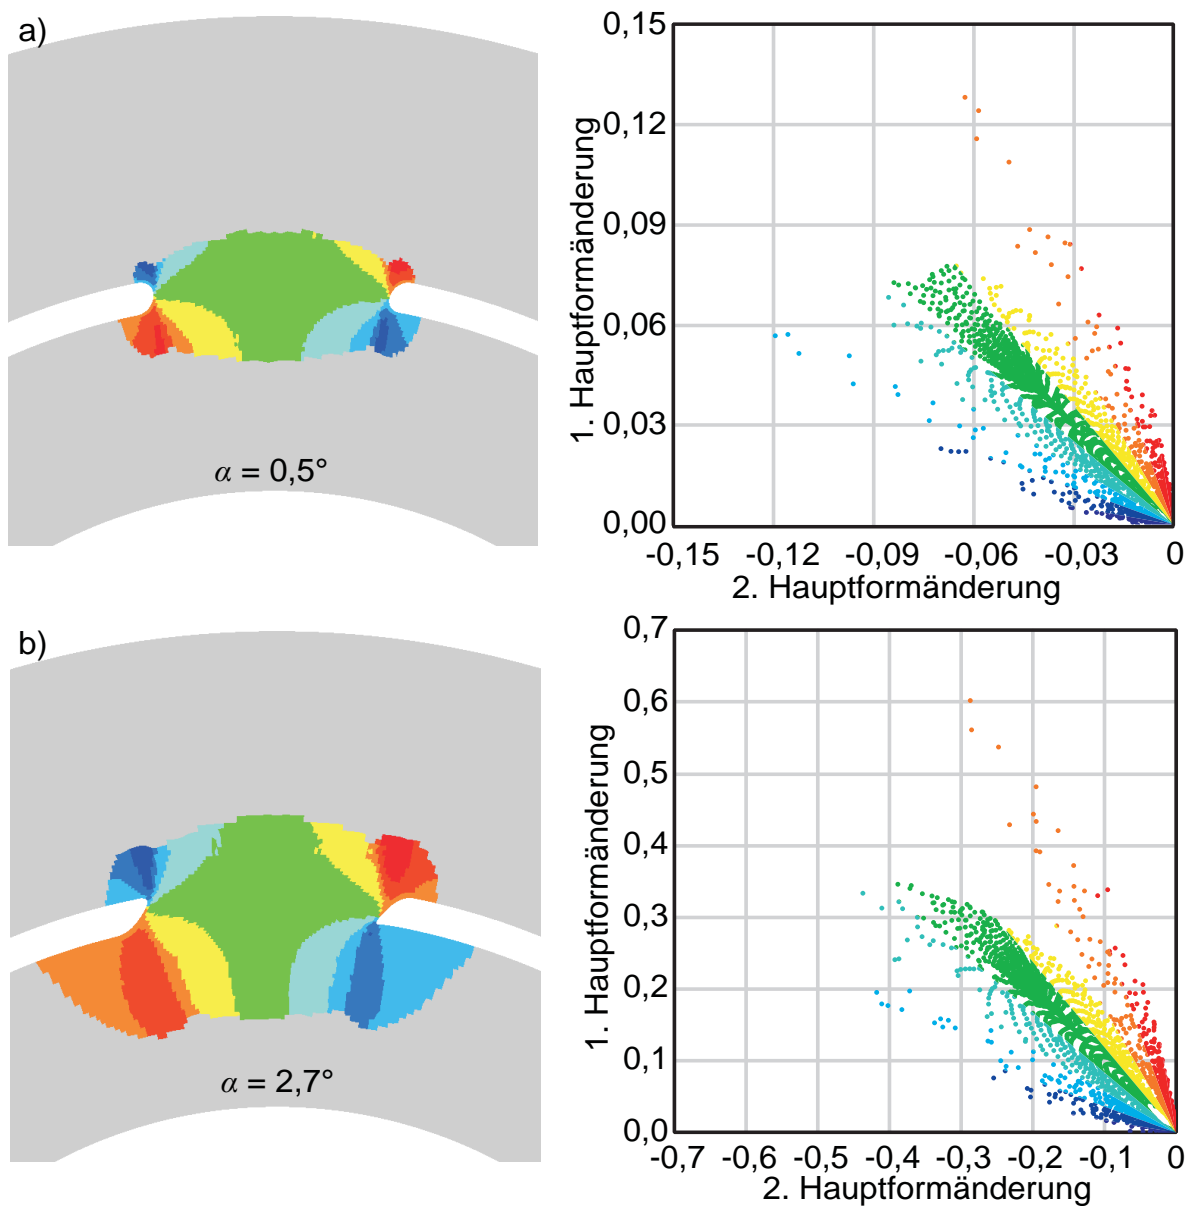 a)
α = 0,5°
1. Hauptformänderung
0,15
0,12
0,09
0,06
0,03
0,00
-0,15 -0,12 -0,09 -0,06 -0,03 0
2. Hauptformänderung
b)
α = 2,7°
1. Hauptformänderung
0,7
0,6
0,5
0,4
0,3
0,2
0,1
0,0
-0,7 -0,6 -0,5 -0,4 -0,3 -0,2 -0,1 0
2. Hauptformänderung